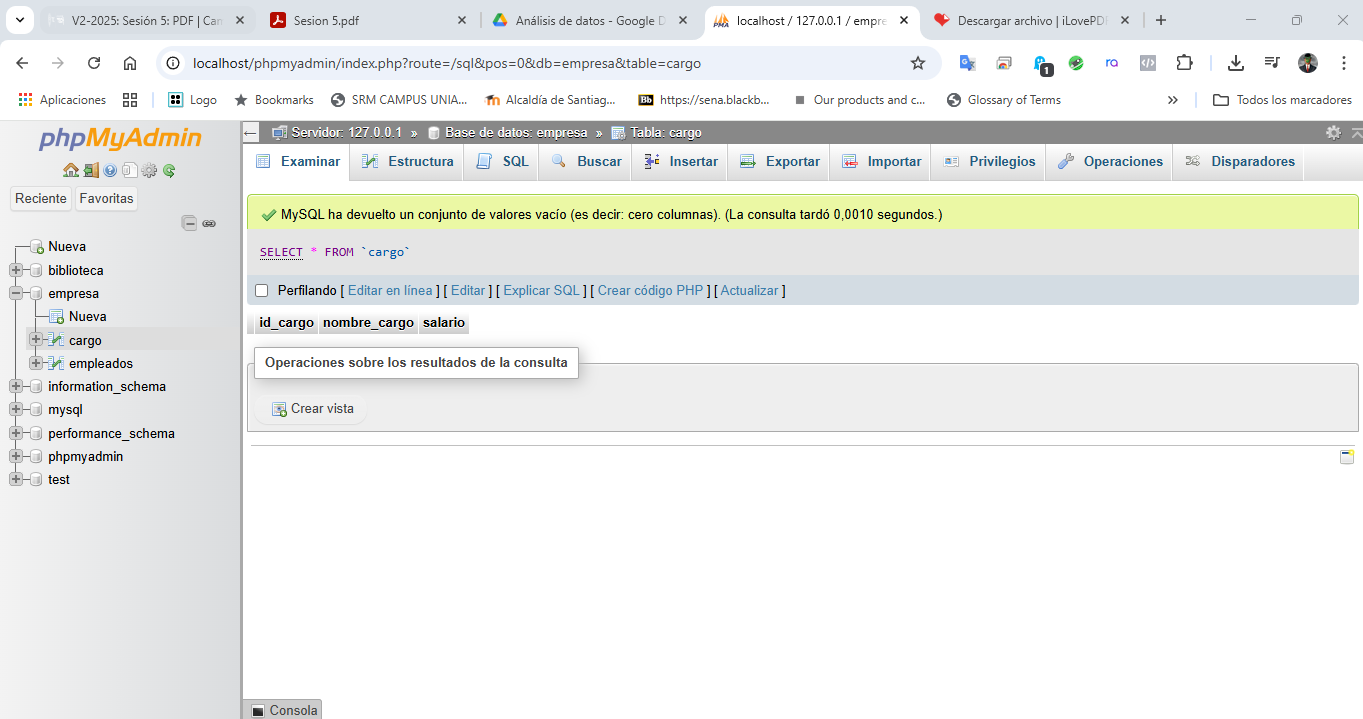 V2-2025: Sesión 5: PDF | Can
Sesion 5.pdf
Análisis de datos - Google D
localhost / 127.0.0.1 / empre
Descargar archivo | iLovePDF
localhost/phpmyadmin/index.php?route=/sql&pos=0&db=empresa&table=cargo
1
ra
Aplicaciones
Logo
Bookmarks
SRM CAMPUS UNIA...
Alcaldía de Santiag...
Bb
https://sena.blackb...
Our products and c...
Glossary of Terms
»
Todos los marcadores
phpMyAdmin
Reciente
Favoritas
Nueva
biblioteca
empresa
Nueva
cargo
empleados
information_schema
mysql
performance_schema
phpmyadmin
test
Servidor: 127.0.0.1 » Base de datos: empresa » Tabla: cargo
Examinar
Estructura
SQL
Buscar
Insertar
Exportar
Importar
Privilegios
Operaciones
Disparadores
MySQL ha devuelto un conjunto de valores vacío (es decir: cero columnas). (La consulta tardó 0,0010 segundos.)
SELECT * FROM `cargo`
Perfilando [ Editar en línea ] [ Editar ] [ Explicar SQL ] [ Crear código PHP ] [ Actualizar ]
id_cargo nombre_cargo salario
Operaciones sobre los resultados de la consulta
Crear vista
Consola